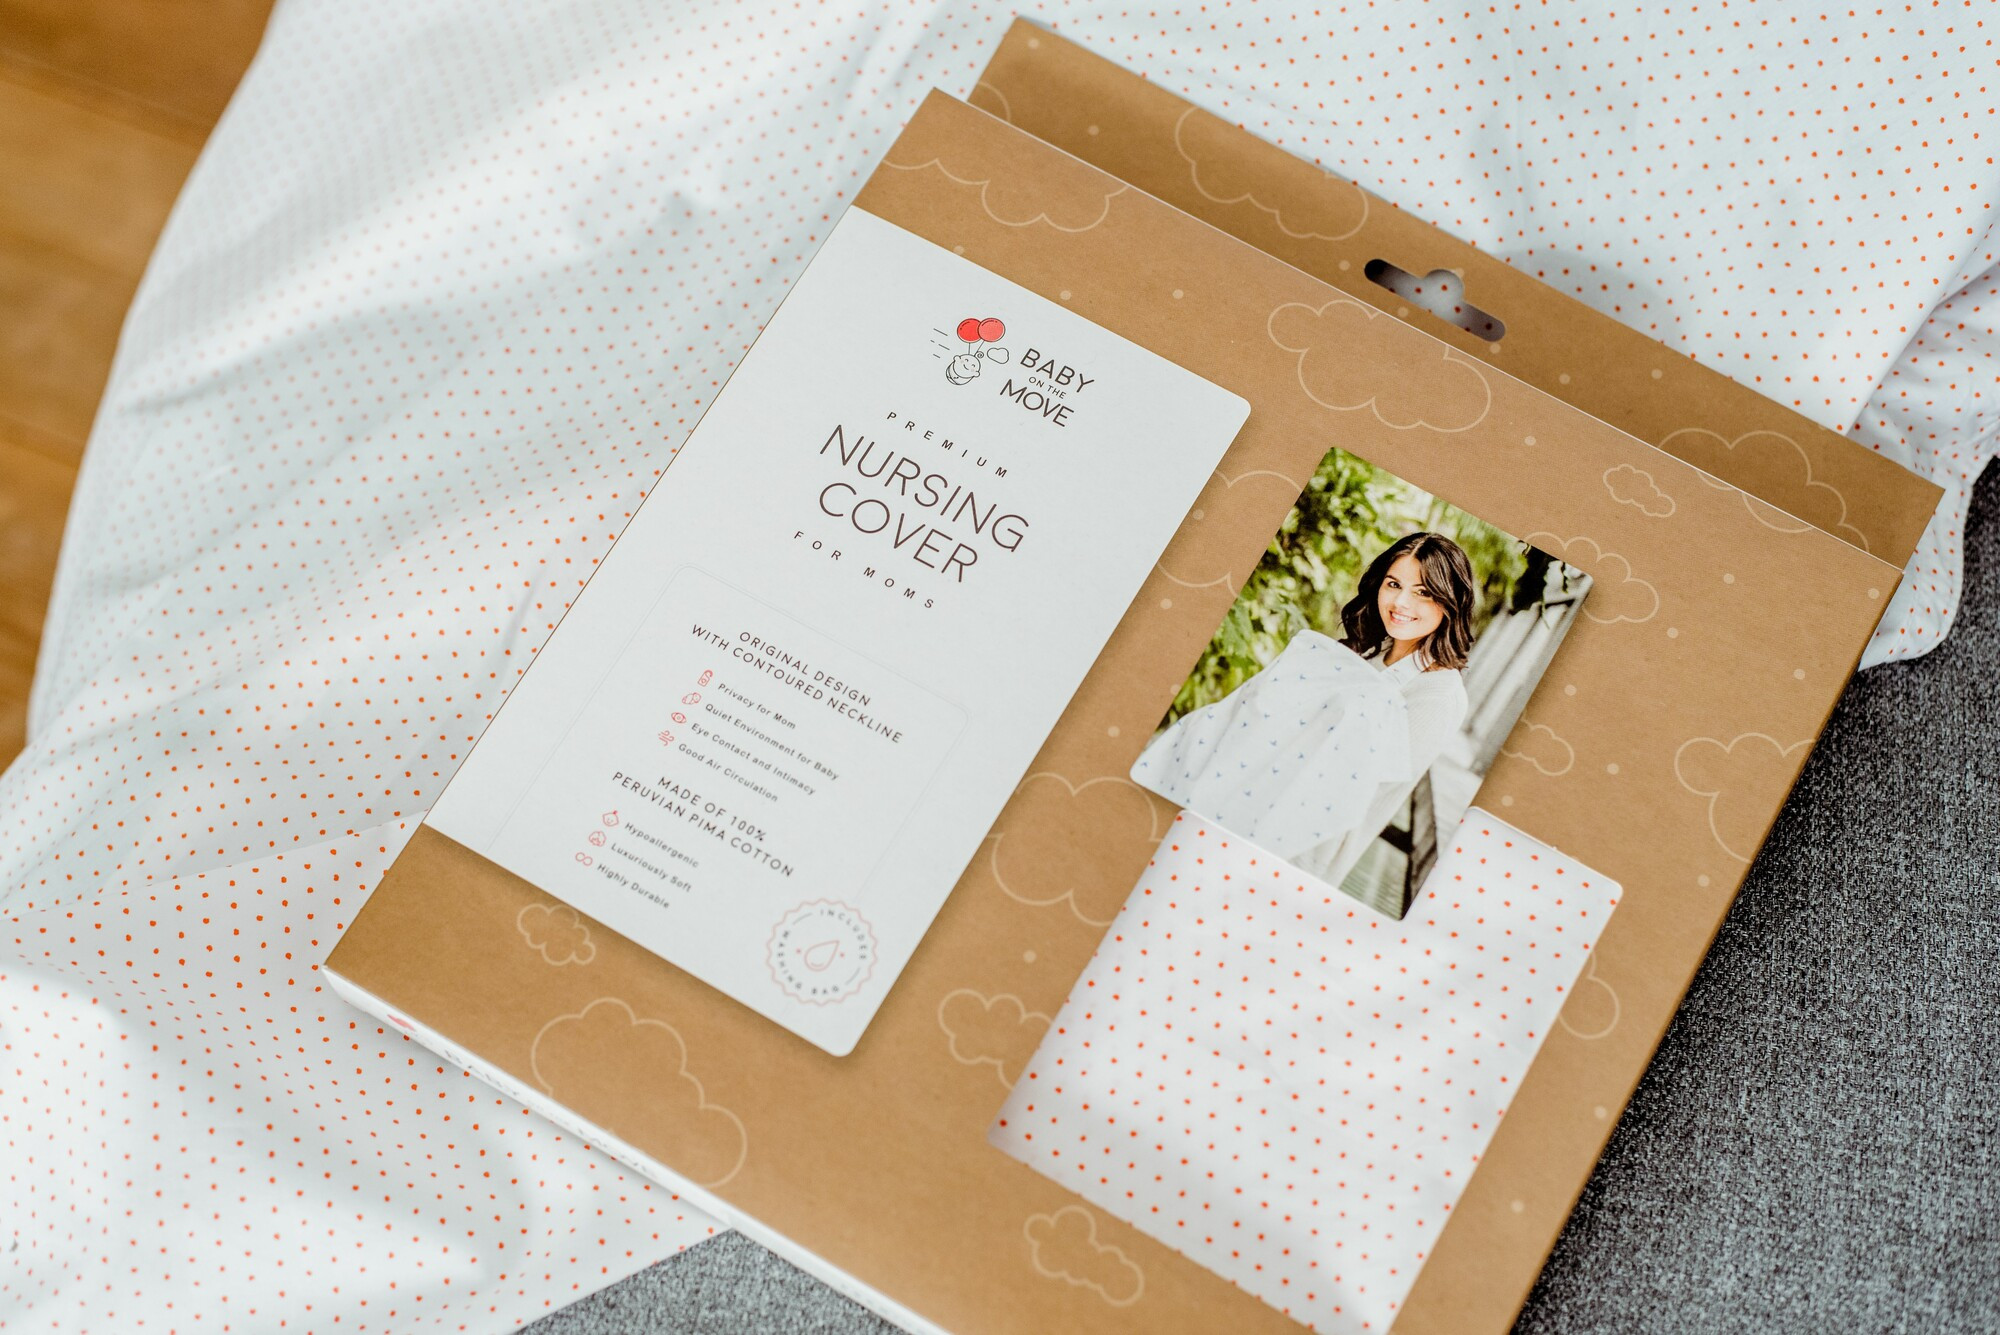 BABY
ON THE
MOVE
PREMIUM
NURSING
COVER
FOR MOMS
ORIGINAL DESIGN
WITH CONTOURED NECKLINE
Privacy for Mom
Quiet Environment for Baby
Eye Contact and Intimacy
Good Air Circulation
MADE OF 100%
PERUVIAN PIMA COTTON
Hypoallergenic
Luxuriously Soft
Highly Durable
INCLUDES
WASHING BAG